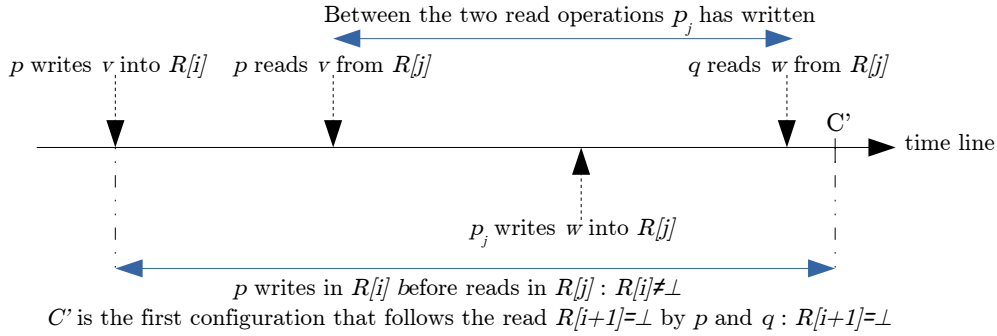 Between the two read operations p_j has written
p writes v into R[i]
p reads v from R[j]
q reads w from R[j]
C'
time line
p_j writes w into R[j]
p writes in R[i] before reads in R[j] : R[i]≠⊥
C' is the first configuration that follows the read R[i+1]=⊥ by p and q : R[i+1]=⊥